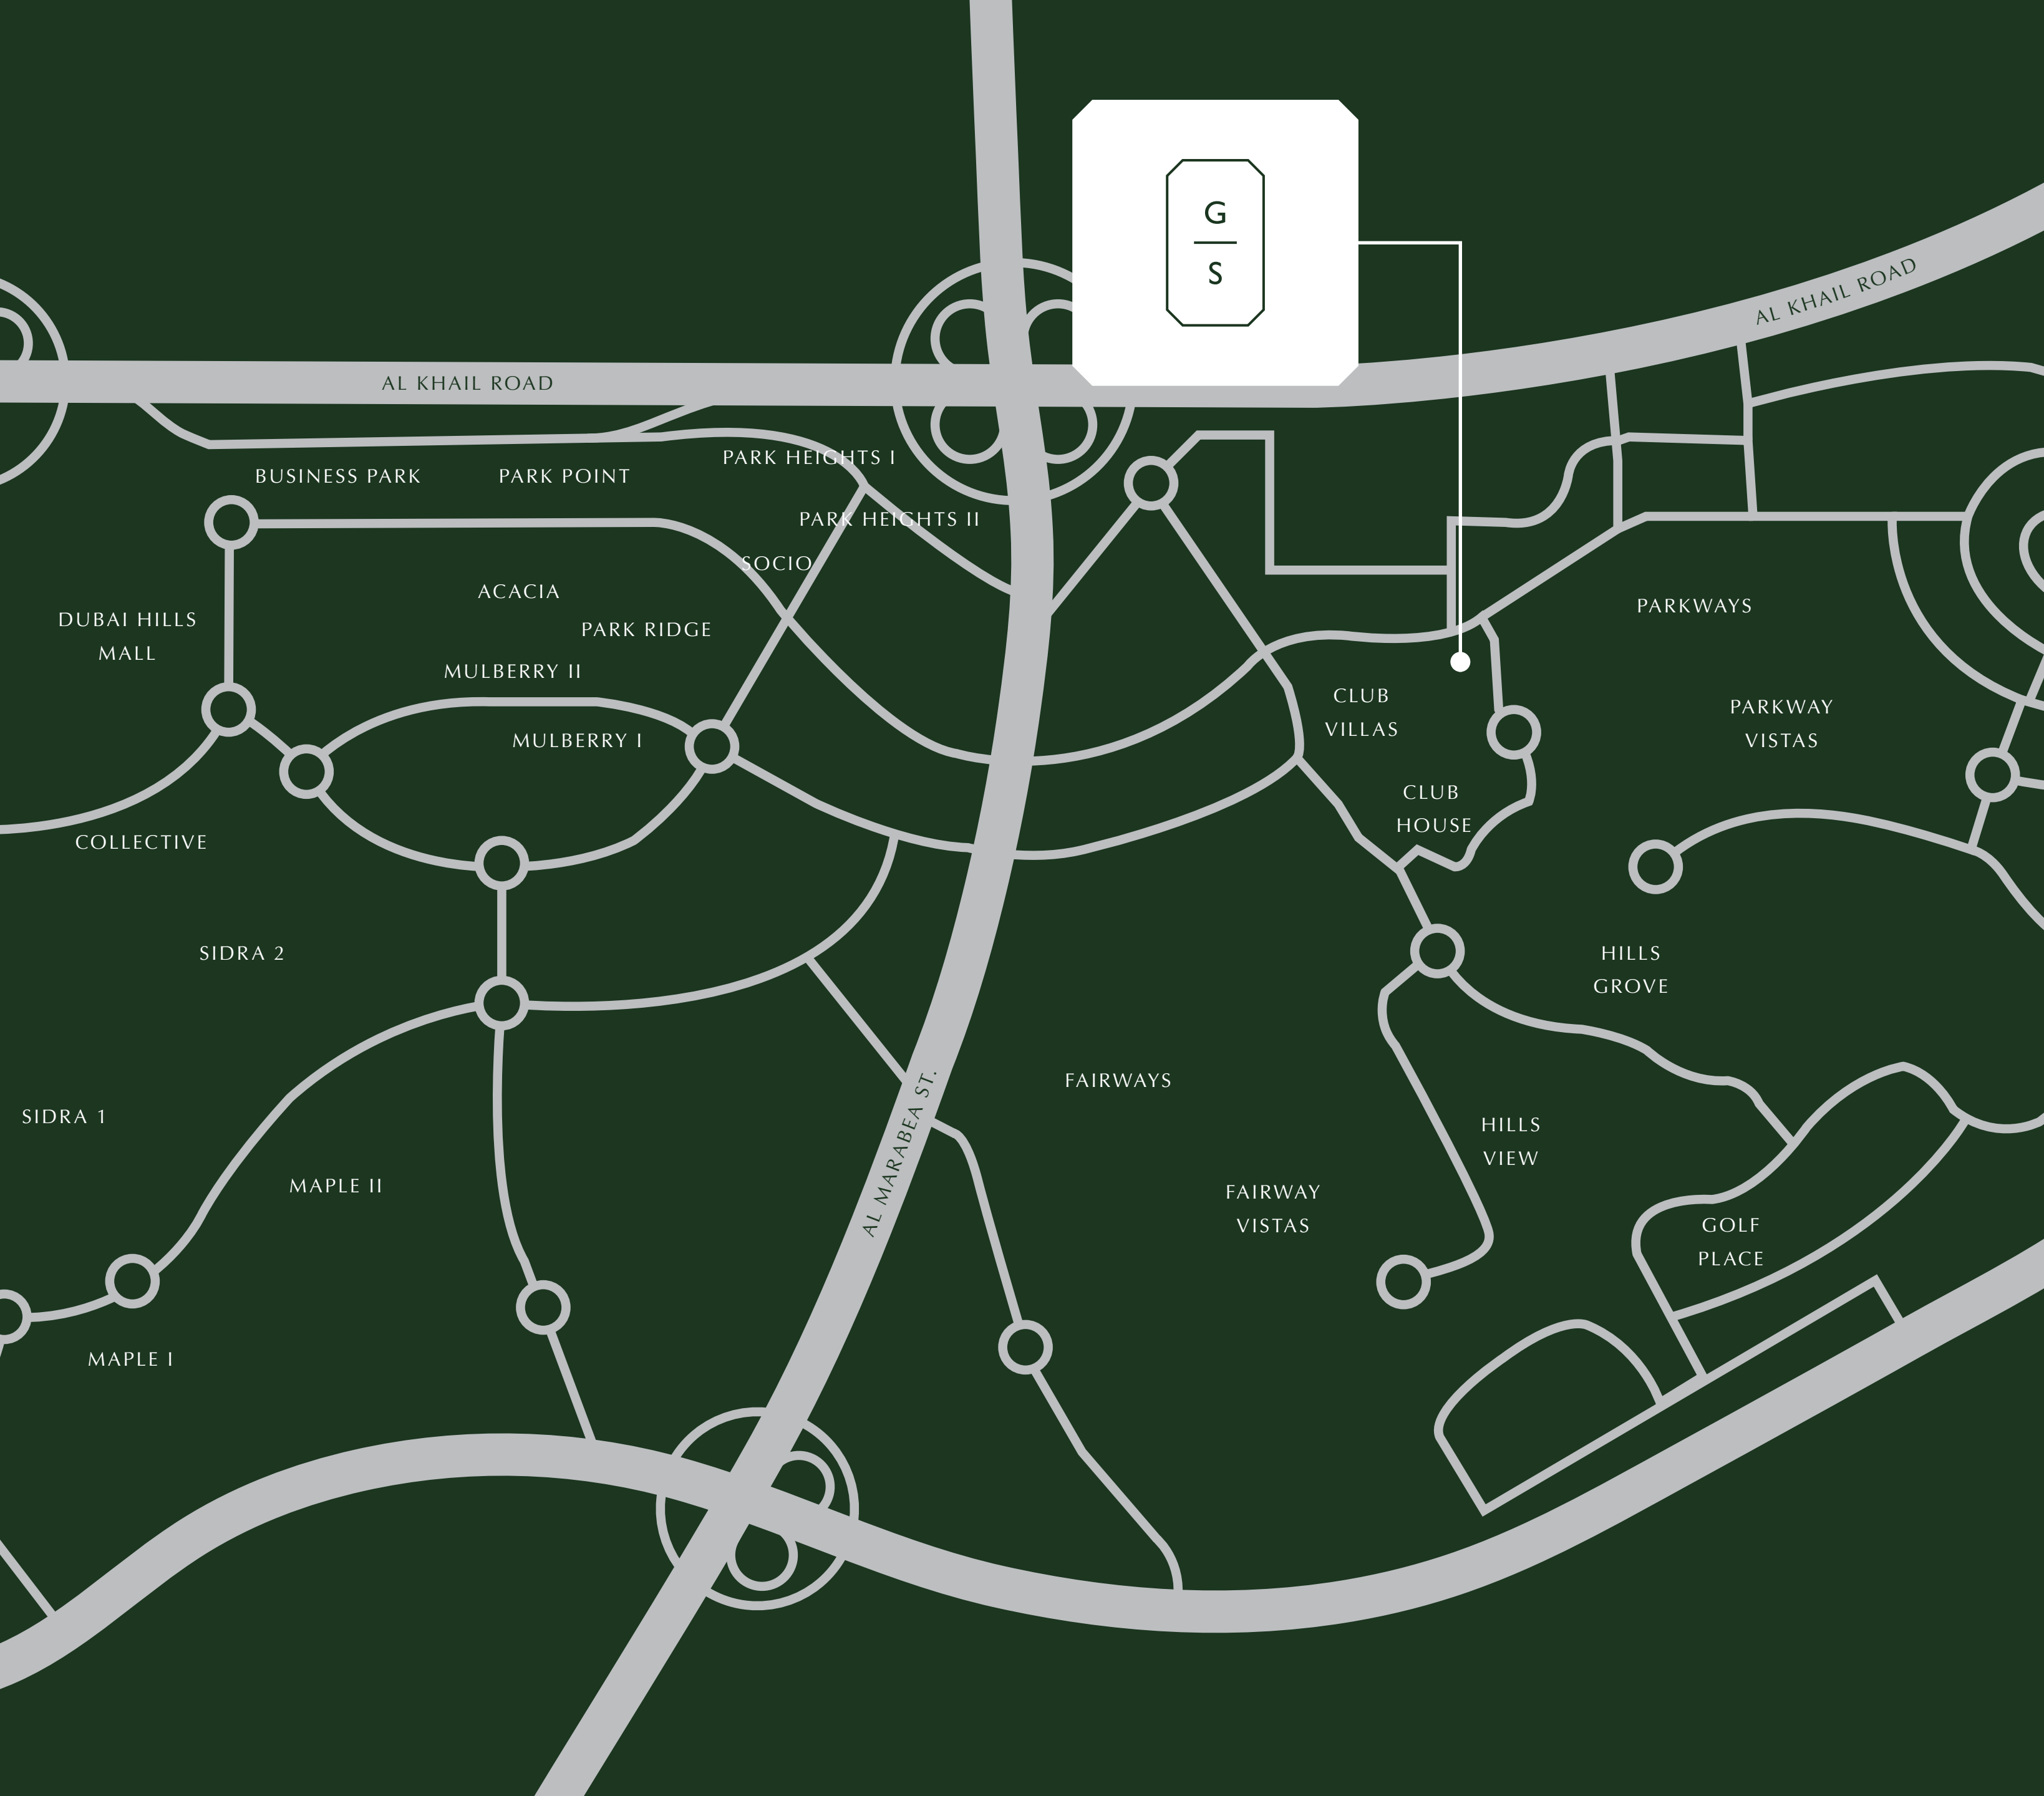 G
S
AL KHAIL ROAD
AL KHAIL ROAD
PARK HEIGHTS I
BUSINESS PARK
PARK POINT
PARK HEIGHTS II
SOCIO
ACACIA
PARKWAYS
DUBAI HILLS
MALL
PARK RIDGE
MULBERRY II
CLUB
VILLAS
PARKWAY
VISTAS
MULBERRY I
CLUB
HOUSE
COLLECTIVE
SIDRA 2
HILLS
GROVE
FAIRWAYS
SIDRA 1
HILLS
VIEW
AL MARABEA ST.
MAPLE II
FAIRWAY
VISTAS
GOLF
PLACE
MAPLE I